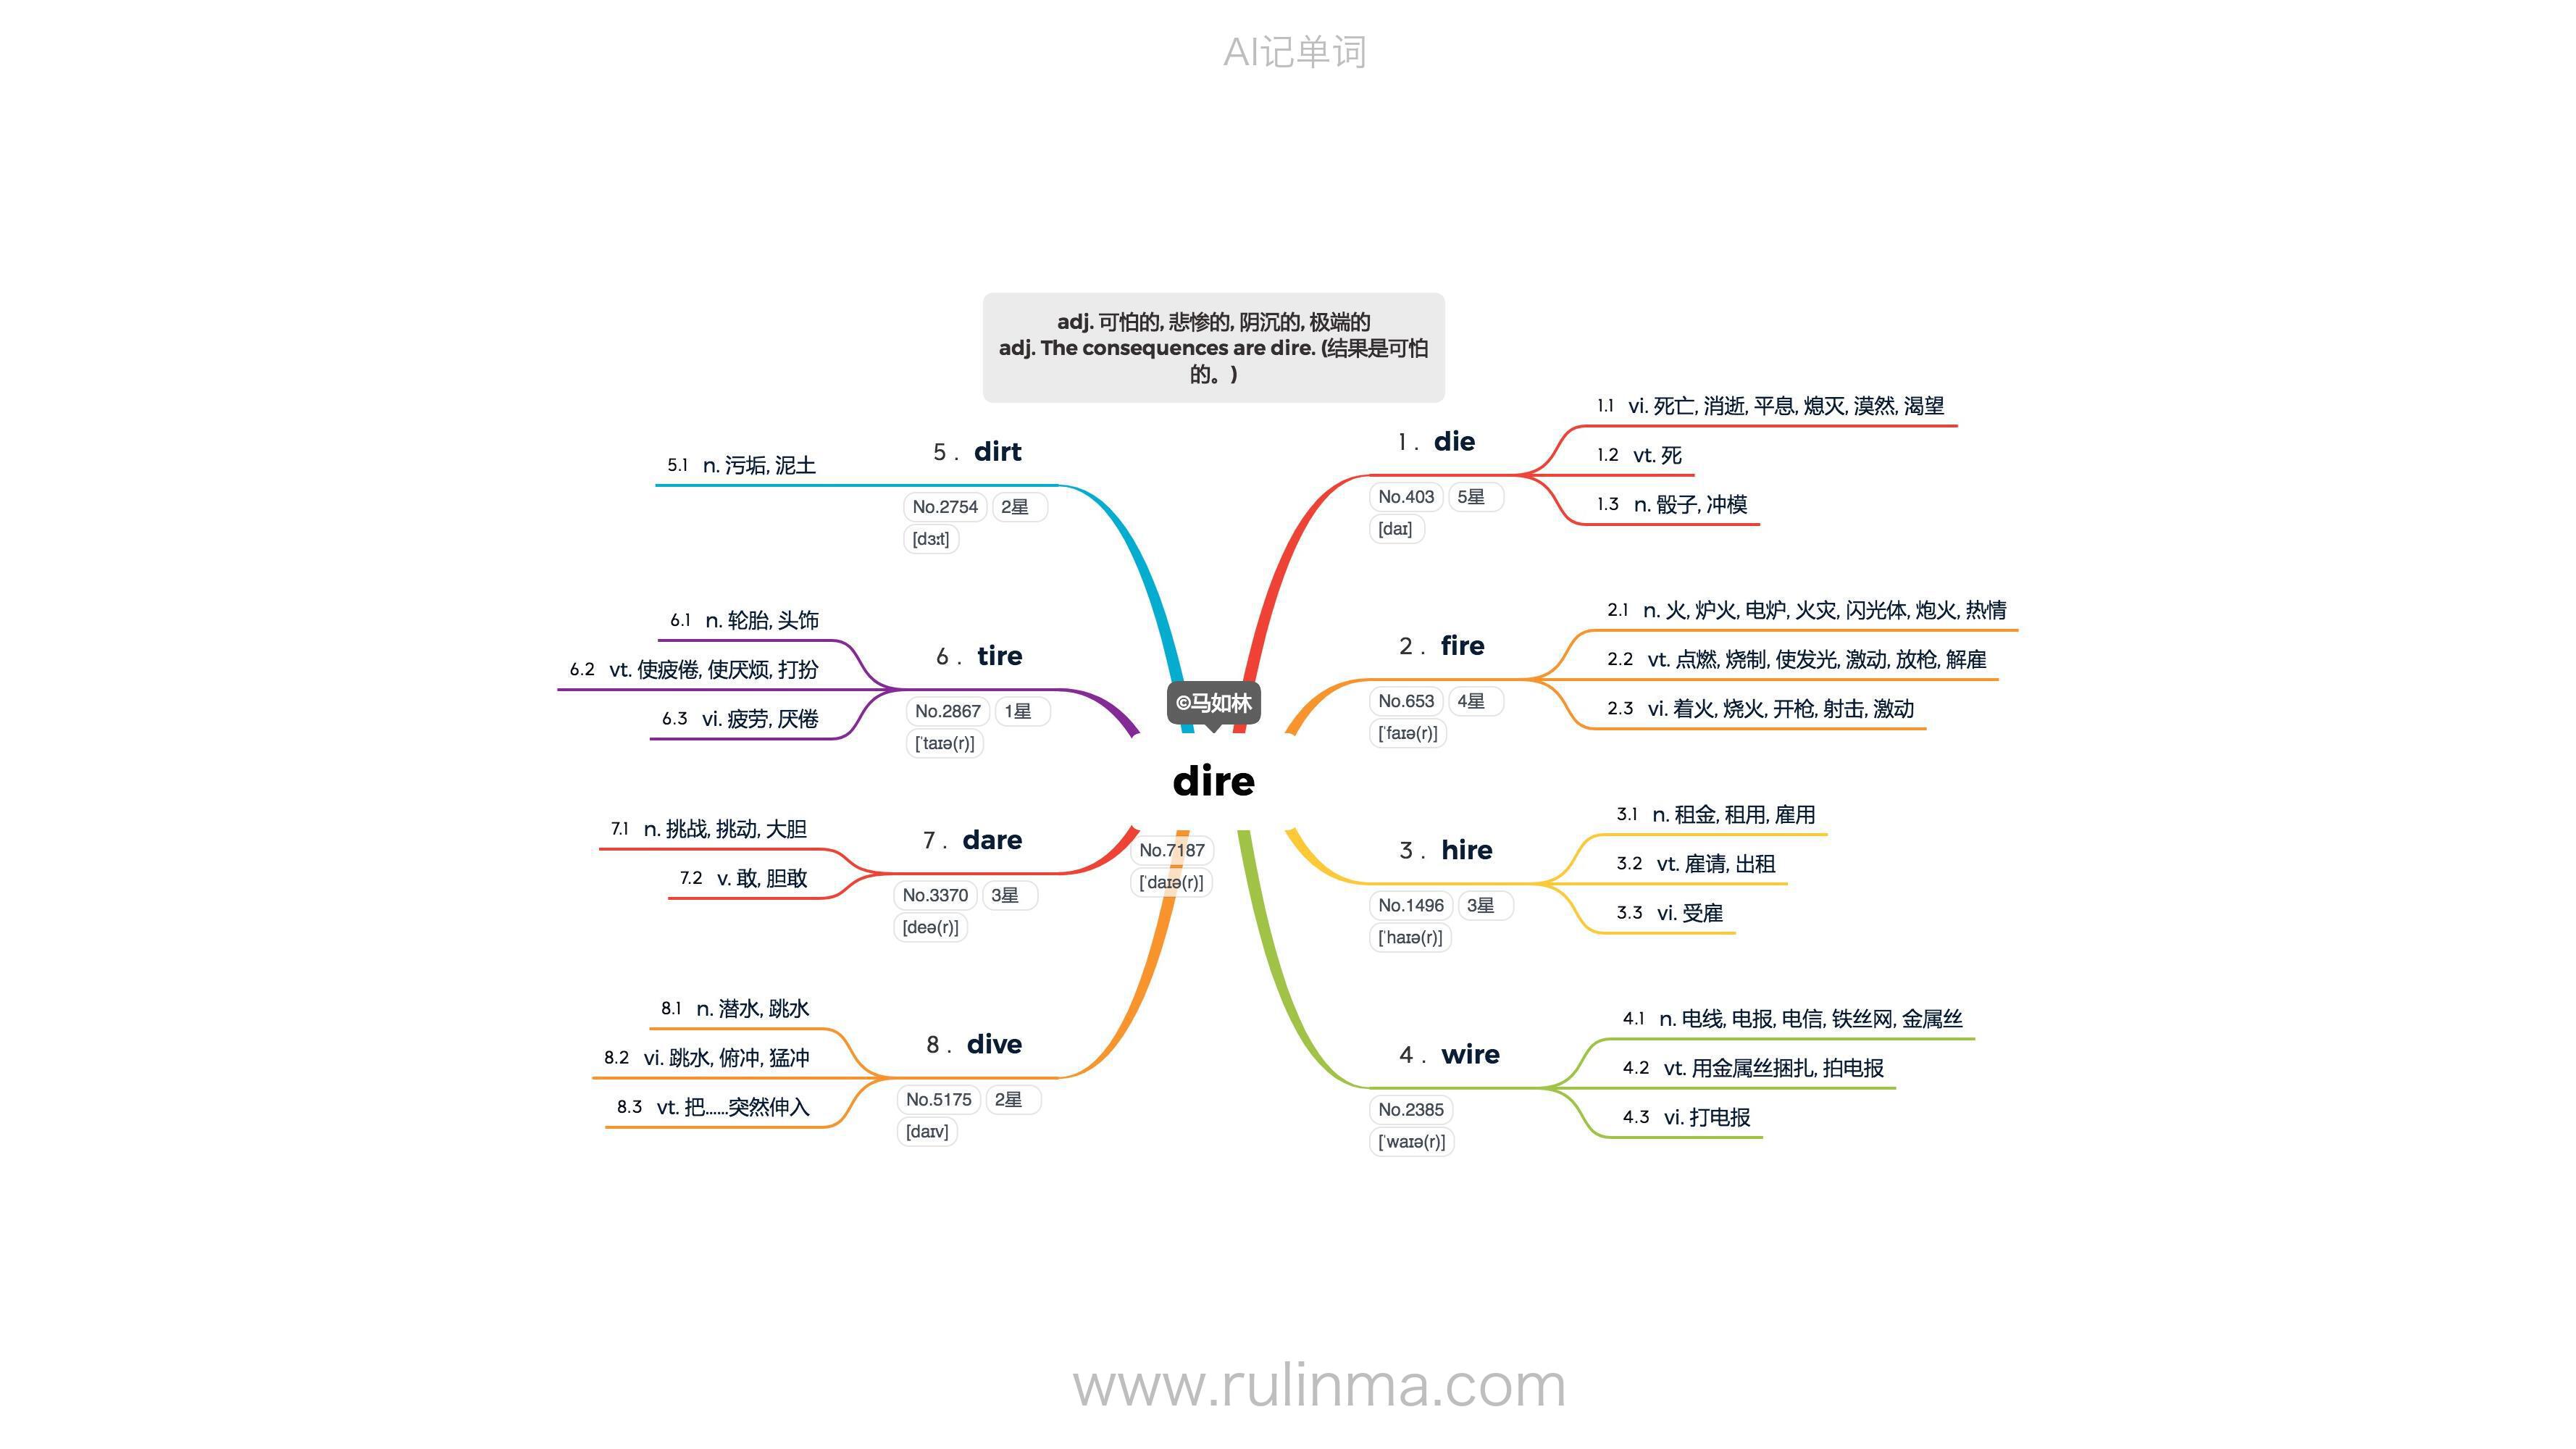 AI记单词
adj. 可怕的, 悲惨的, 阴沉的, 极端的
adj. The consequences are dire. (结果是可怕
的。)
©马如林
dire
No.7187
[ˈdaɪə(r)]
1. die
No.403 5星
[daɪ]
1.1 vi. 死亡, 消逝, 平息, 熄灭, 漠然, 渴望
1.2 vt. 死
1.3 n. 骰子, 冲模
2. fire
No.653 4星
[ˈfaɪə(r)]
2.1 n. 火, 炉火, 电炉, 火灾, 闪光体, 炮火, 热情
2.2 vt. 点燃, 烧制, 使发光, 激动, 放枪, 解雇
2.3 vi. 着火, 烧火, 开枪, 射击, 激动
3. hire
No.1496 3星
[ˈhaɪə(r)]
3.1 n. 租金, 租用, 雇用
3.2 vt. 雇请, 出租
3.3 vi. 受雇
4. wire
No.2385
[ˈwaɪə(r)]
4.1 n. 电线, 电报, 电信, 铁丝网, 金属丝
4.2 vt. 用金属丝捆扎, 拍电报
4.3 vi. 打电报
5. dirt
No.2754 2星
[dɜːt]
5.1 n. 污垢, 泥土
6. tire
No.2867 1星
[ˈtaɪə(r)]
6.1 n. 轮胎, 头饰
6.2 vt. 使疲倦, 使厌烦, 打扮
6.3 vi. 疲劳, 厌倦
7. dare
No.3370 3星
[deə(r)]
7.1 n. 挑战, 挑动, 大胆
7.2 v. 敢, 胆敢
8. dive
No.5175 2星
[daɪv]
8.1 n. 潜水, 跳水
8.2 vi. 跳水, 俯冲, 猛冲
8.3 vt. 把……突然伸入
www.rulinma.com